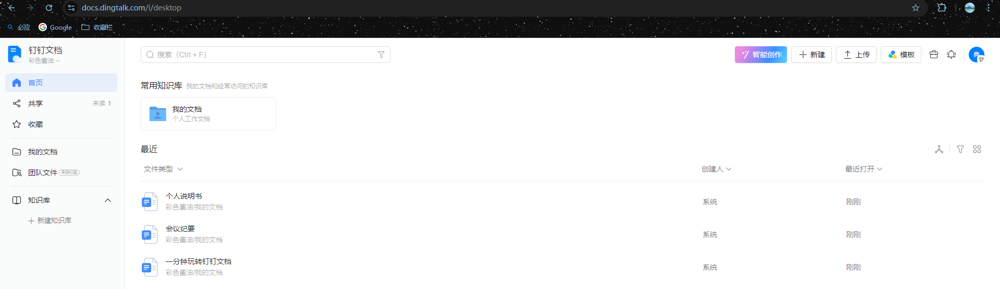 docs.dingtalk.com/i/desktop
必应 Google 收藏栏
钉钉文档
彩色酱油
搜索（Ctrl + F）
智能创作 新建 上传 模板
典
首页
共享 未读 1
收藏
我的文档
团队文件 来自钉盘
知识库
新建知识库
常用知识库 我的文档和经常访问的知识库
我的文档
个人工作文档
最近
文件类型 创建人 最近打开
个人说明书
彩色酱油/我的文档 系统 刚刚
会议纪要
彩色酱油/我的文档 系统 刚刚
一分钟玩转钉钉文档
彩色酱油/我的文档 系统 刚刚